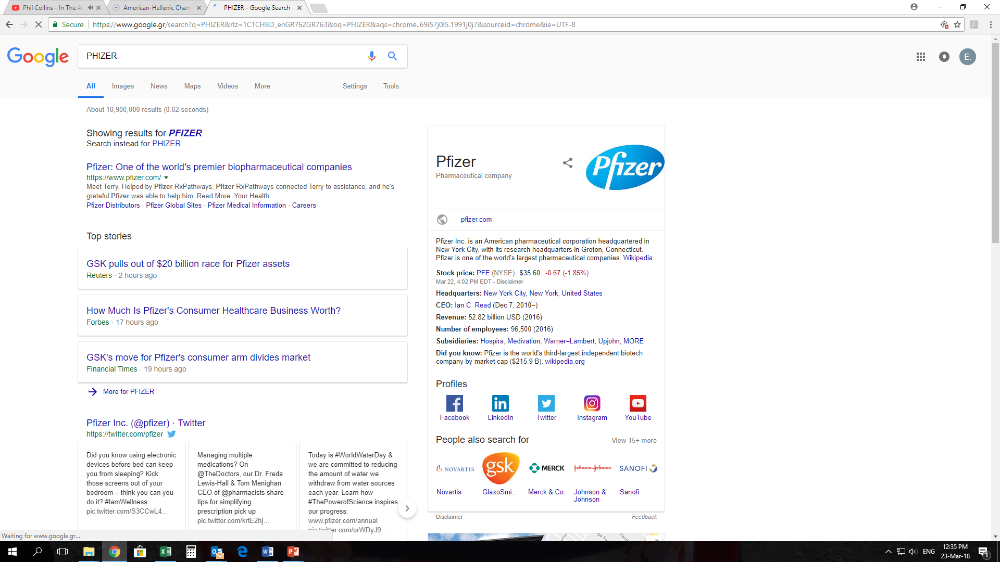 Phil Collins - In The A
American-Hellenic Cham
PHIZER - Google Search
Secure
https://www.google.gr/search?q=PHIZER&rlz=1C1CHBD_enGR762GR763&oq=PHIZER&aqs=chrome..69i57j0l5.1991j0j7&sourceid=chrome&ie=UTF-8
Google
PHIZER
E.
All Images News Maps Videos More Settings Tools
About 10,900,000 results (0.62 seconds)
Showing results for PFIZER
Search instead for PHIZER
Pfizer: One of the world's premier biopharmaceutical companies
https://www.pfizer.com/
Meet Terry, Helped by Pfizer RxPathways. Pfizer RxPathways connected Terry to assistance, and he's
grateful Pfizer was able to help him. Read More. Your Health ...
Pfizer Distributors · Pfizer Global Sites · Pfizer Medical Information · Careers
Top stories
GSK pulls out of $20 billion race for Pfizer assets
Reuters · 2 hours ago
How Much Is Pfizer's Consumer Healthcare Business Worth?
Forbes · 17 hours ago
GSK's move for Pfizer's consumer arm divides market
Financial Times · 19 hours ago
More for PFIZER
Pfizer Inc. (@pfizer) · Twitter
https://twitter.com/pfizer
Did you know using electronic
devices before bed can keep
you from sleeping? Kick
those screens out of your
bedroom – think you can you
do it? #IamWellness
pic.twitter.com/S3CCwL4...
Managing multiple
medications? On
@TheDoctors, our Dr. Freda
Lewis-Hall & Tom Menighan
CEO of @pharmacists share
tips for simplifying
prescription pick up
pic.twitter.com/krtE2hj...
Today is #WorldWaterDay &
we are committed to reducing
the amount of water we
withdraw from water sources
each year. Learn how
#ThePowerofScience inspires
our progress:
www.pfizer.com/annual
pic.twitter.com/orWDyJ9...
Pfizer
Pharmaceutical company
Pfizer
pfizer.com
Pfizer Inc. is an American pharmaceutical corporation headquartered in
New York City, with its research headquarters in Groton, Connecticut.
Pfizer is one of the world's largest pharmaceutical companies. Wikipedia
Stock price: PFE (NYSE) $35.60 -0.67 (-1.85%)
Mar 22, 4:02 PM EDT - Disclaimer
Headquarters: New York City, New York, United States
CEO: Ian C. Read (Dec 7, 2010–)
Revenue: 52.82 billion USD (2016)
Number of employees: 96,500 (2016)
Subsidiaries: Hospira, Medivation, Warner–Lambert, Upjohn, MORE
Did you know: Pfizer is the world's third-largest independent biotech
company by market cap ($215.9 B). wikipedia.org
Profiles
Facebook LinkedIn Twitter Instagram YouTube
People also search for View 15+ more
NOVARTIS gsk MERCK Johnson & Johnson SANOFI
Novartis GlaxoSmi... Merck & Co. Johnson & Sanofi
Johnson
Disclaimer Feedback
Waiting for www.google.gr...
ENG
12:35 PM
23-Mar-18
1